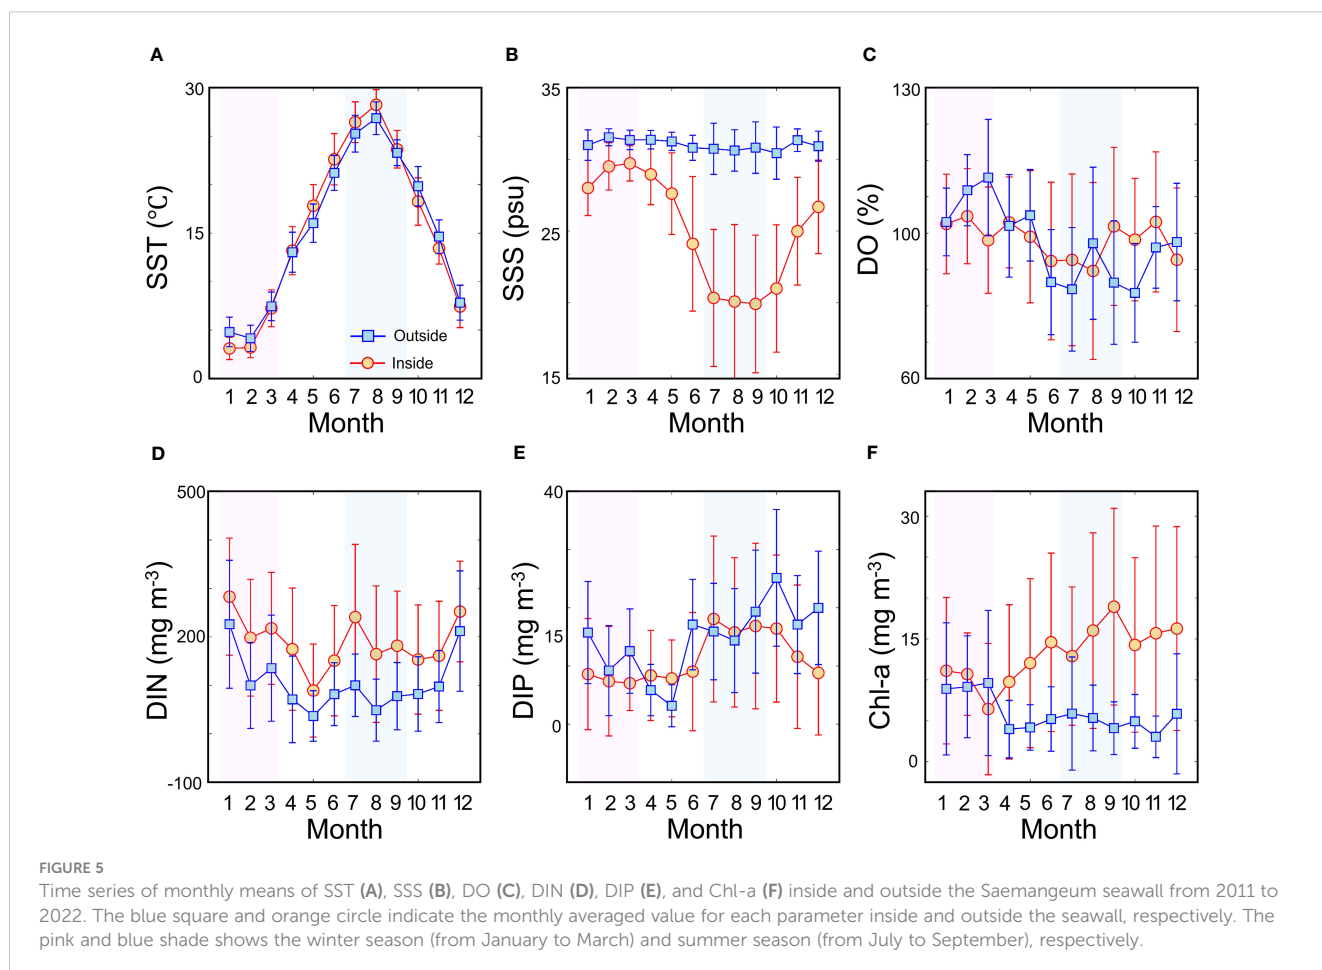 A
B
C
30
15
0
SST (°C)
1 2 3 4 5 6 7 8 9 10 11 12
Month
Outside
Inside
35
25
15
SSS (psu)
1 2 3 4 5 6 7 8 9 10 11 12
Month
130
100
60
DO (%)
1 2 3 4 5 6 7 8 9 10 11 12
Month
D
E
F
500
200
-100
DIN (mg m-3)
1 2 3 4 5 6 7 8 9 10 11 12
Month
40
15
0
DIP (mg m-3)
1 2 3 4 5 6 7 8 9 10 11 12
Month
30
15
0
Chl-a (mg m-3)
1 2 3 4 5 6 7 8 9 10 11 12
Month
FIGURE 5
Time series of monthly means of SST (A), SSS (B), DO (C), DIN (D), DIP (E), and Chl-a (F) inside and outside the Saemangeum seawall from 2011 to
2022. The blue square and orange circle indicate the monthly averaged value for each parameter inside and outside the seawall, respectively. The
pink and blue shade shows the winter season (from January to March) and summer season (from July to September), respectively.